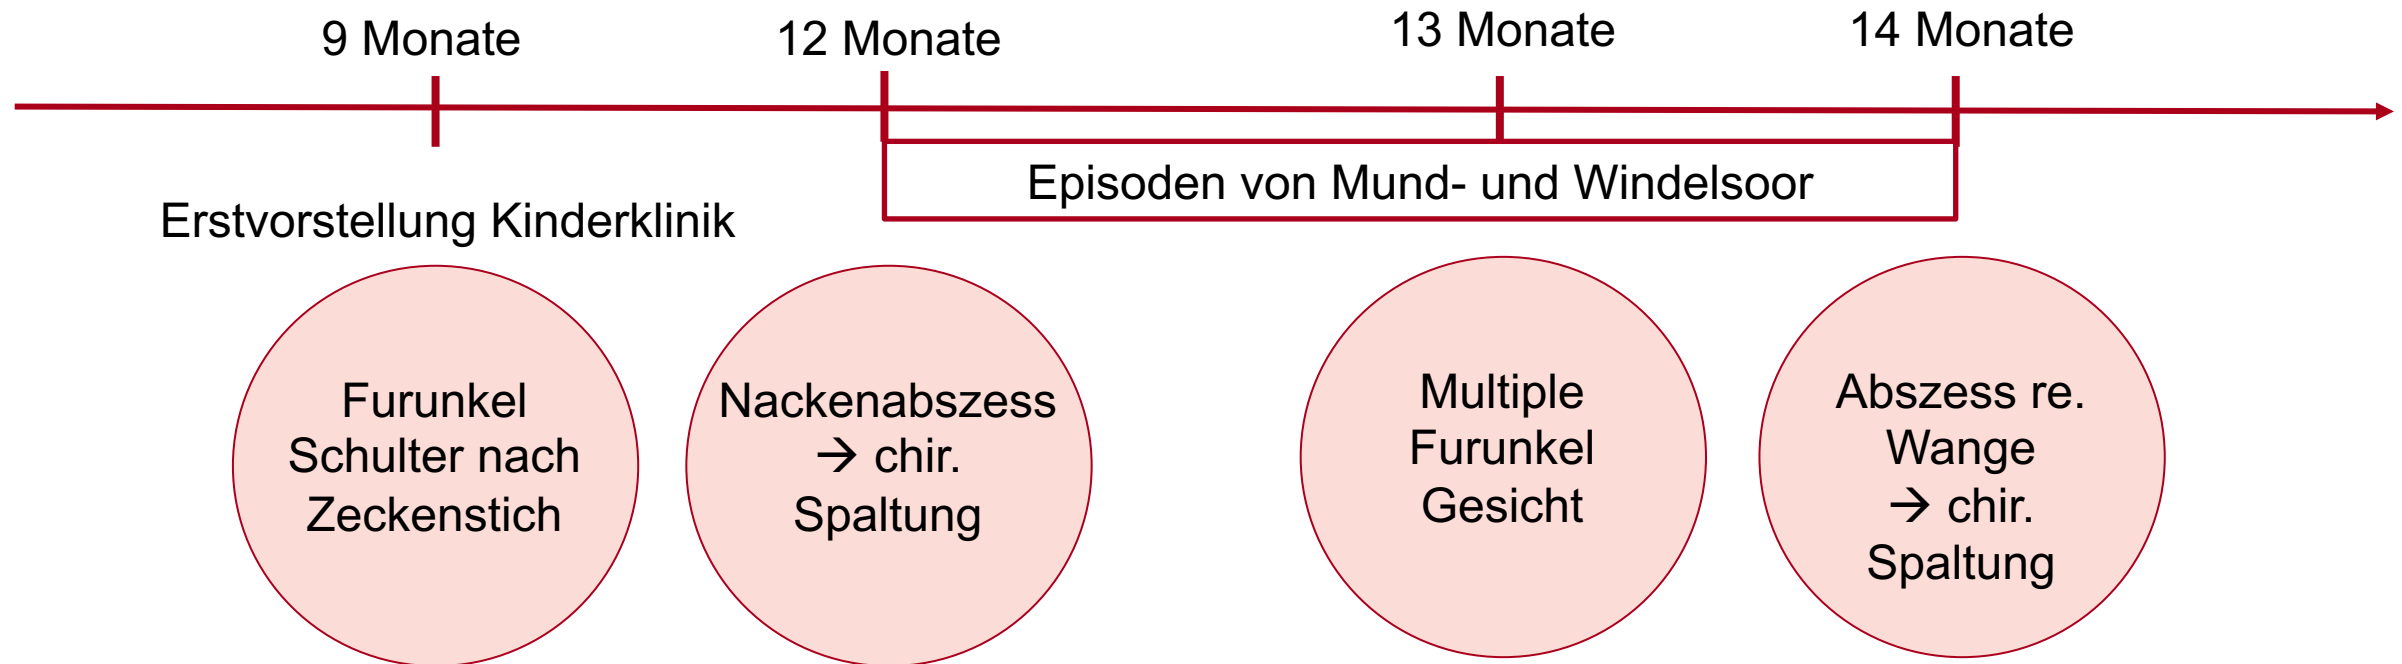 9 Monate
12 Monate
13 Monate
14 Monate
Episoden von Mund- und Windelsoor
Erstvorstellung Kinderklinik
Furunkel
Schulter nach
Zeckenstich
Nackenabszess
→ chir.
Spaltung
Multiple
Furunkel
Gesicht
Abszess re.
Wange
→ chir.
Spaltung